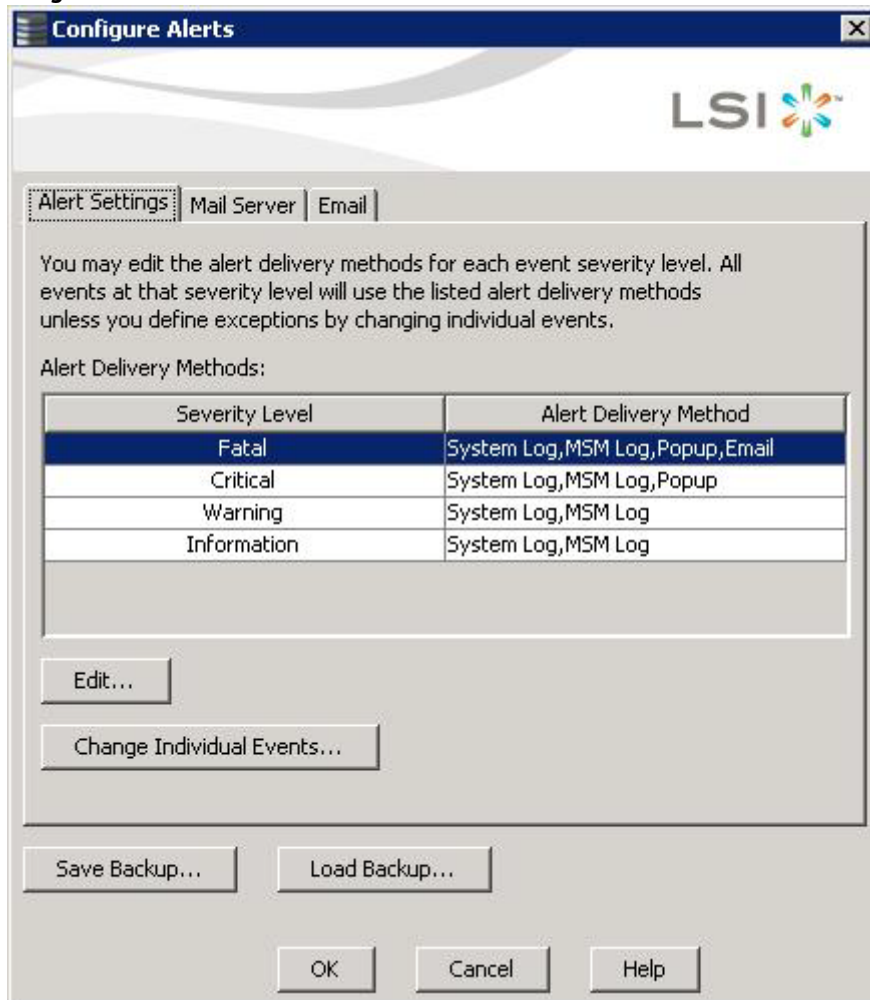 Configure Alerts
LSI
Alert Settings
Mail Server
Email
You may edit the alert delivery methods for each event severity level. All
events at that severity level will use the listed alert delivery methods
unless you define exceptions by changing individual events.
Alert Delivery Methods:
Severity Level Alert Delivery Method
Fatal System Log,MSM Log,Popup,Email
Critical System Log,MSM Log,Popup
Warning System Log,MSM Log
Information System Log,MSM Log
Edit...
Change Individual Events...
Save Backup... Load Backup...
OK Cancel Help